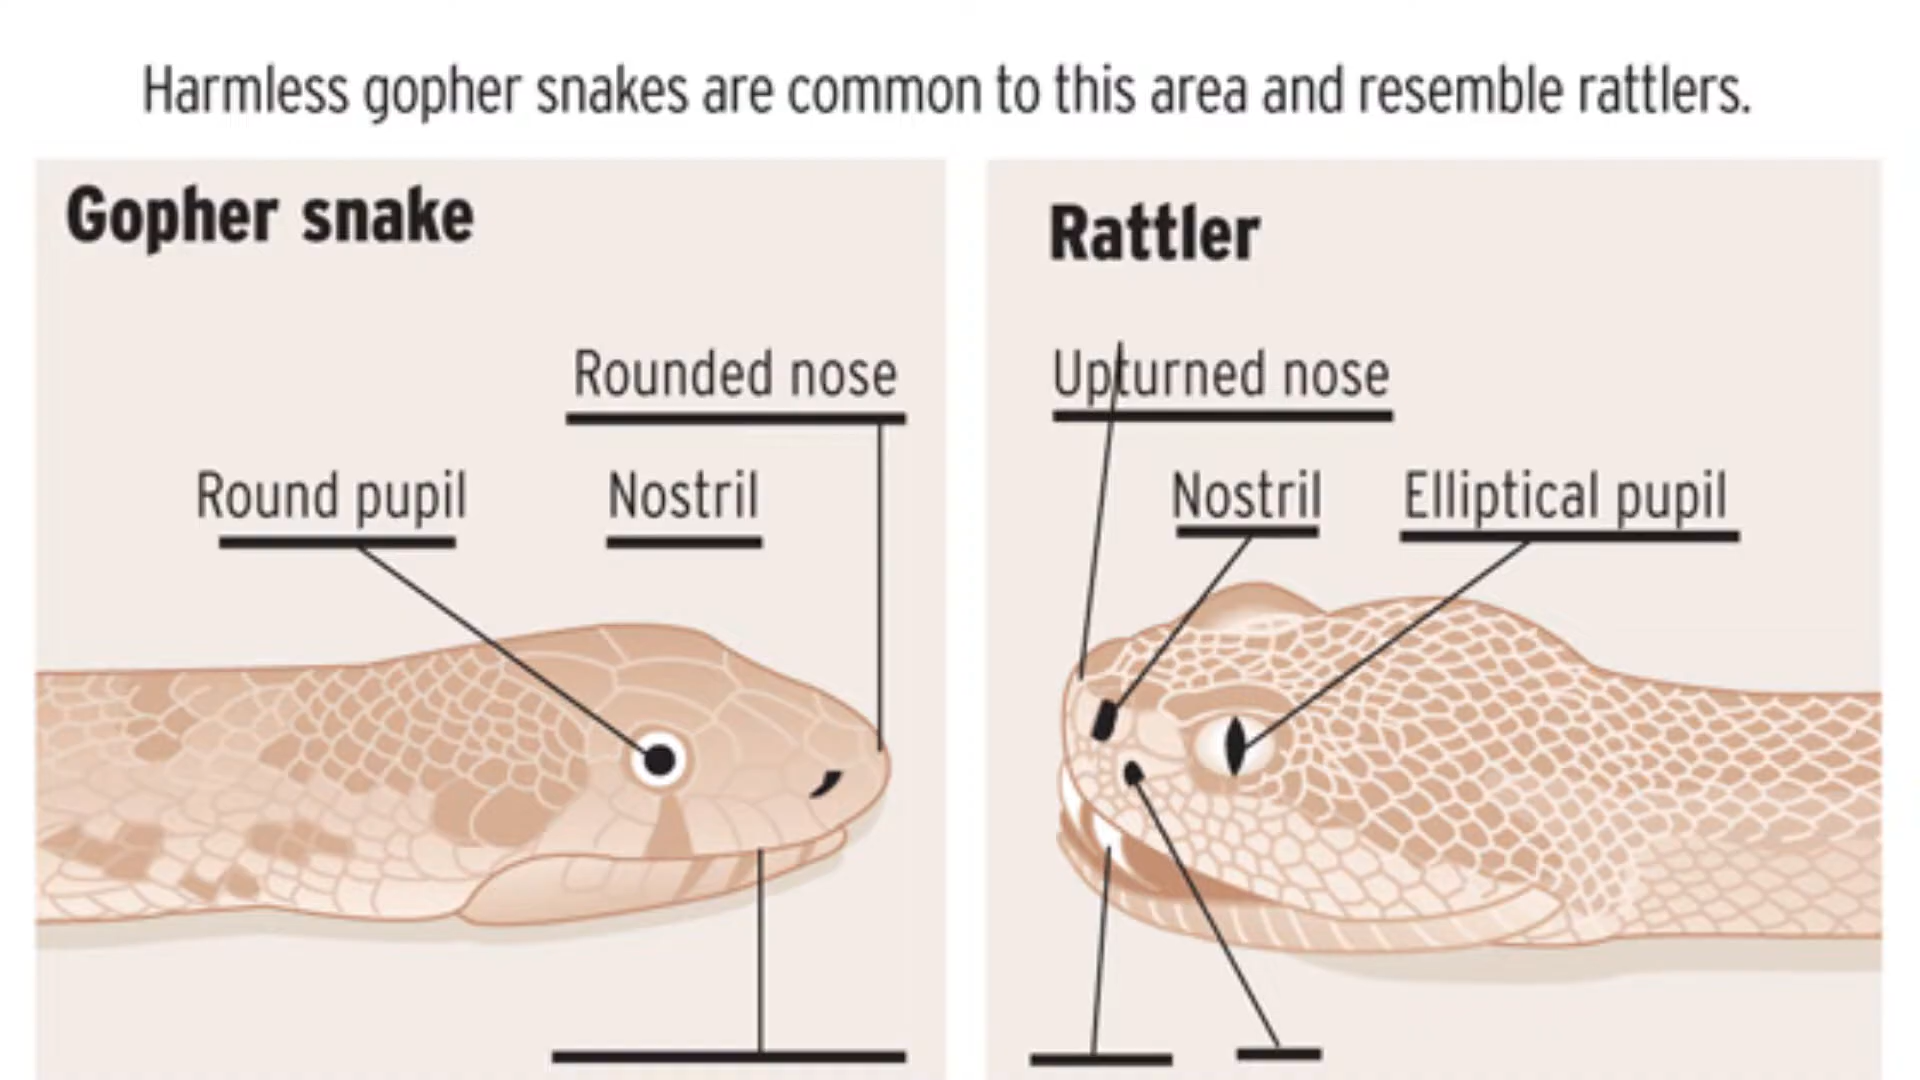 Harmless gopher snakes are common to this area and resemble rattlers.
Gopher snake
Rounded nose
Round pupil
Nostril
Rattler
Upturned nose
Nostril
Elliptical pupil